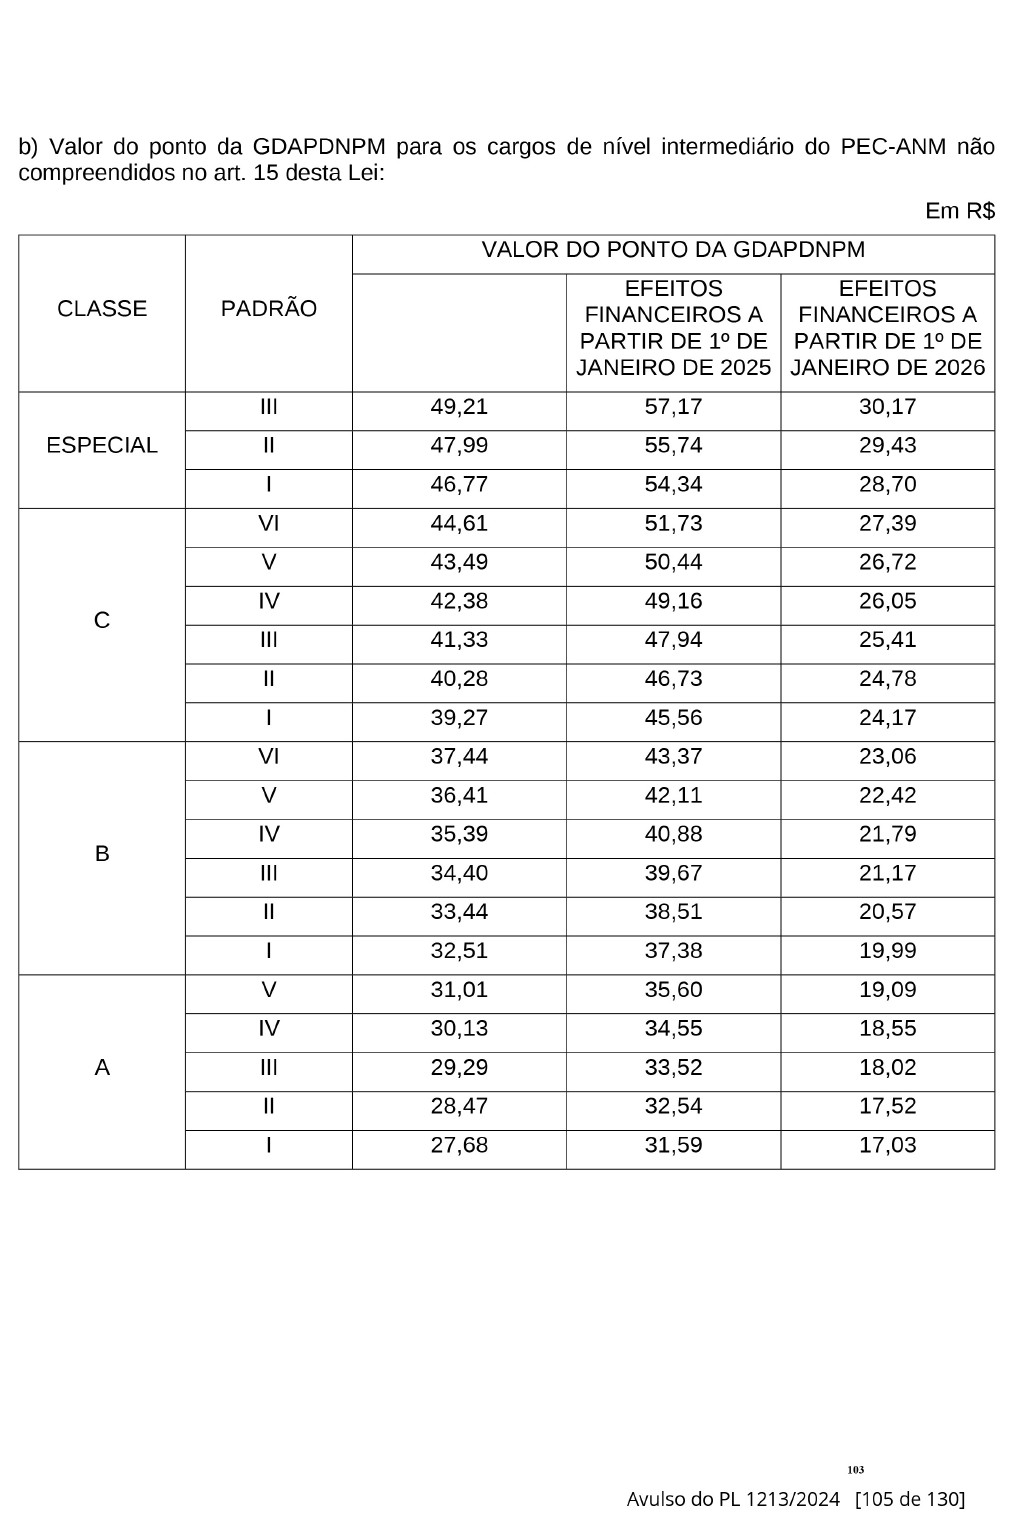 b) Valor do ponto da GDAPDNPM para os cargos de nível intermediário do PEC-ANM não
compreendidos no art. 15 desta Lei:
Em R$
CLASSE PADRÃO VALOR DO PONTO DA GDAPDNPM
EFEITOS FINANCEIROS A PARTIR DE 1º DE JANEIRO DE 2025
EFEITOS FINANCEIROS A PARTIR DE 1º DE JANEIRO DE 2026
ESPECIAL
III 49,21 57,17 30,17
II 47,99 55,74 29,43
I 46,77 54,34 28,70
C
VI 44,61 51,73 27,39
V 43,49 50,44 26,72
IV 42,38 49,16 26,05
III 41,33 47,94 25,41
II 40,28 46,73 24,78
I 39,27 45,56 24,17
B
VI 37,44 43,37 23,06
V 36,41 42,11 22,42
IV 35,39 40,88 21,79
III 34,40 39,67 21,17
II 33,44 38,51 20,57
I 32,51 37,38 19,99
A
V 31,01 35,60 19,09
IV 30,13 34,55 18,55
III 29,29 33,52 18,02
II 28,47 32,54 17,52
I 27,68 31,59 17,03
103
Avulso do PL 1213/2024 [105 de 130]